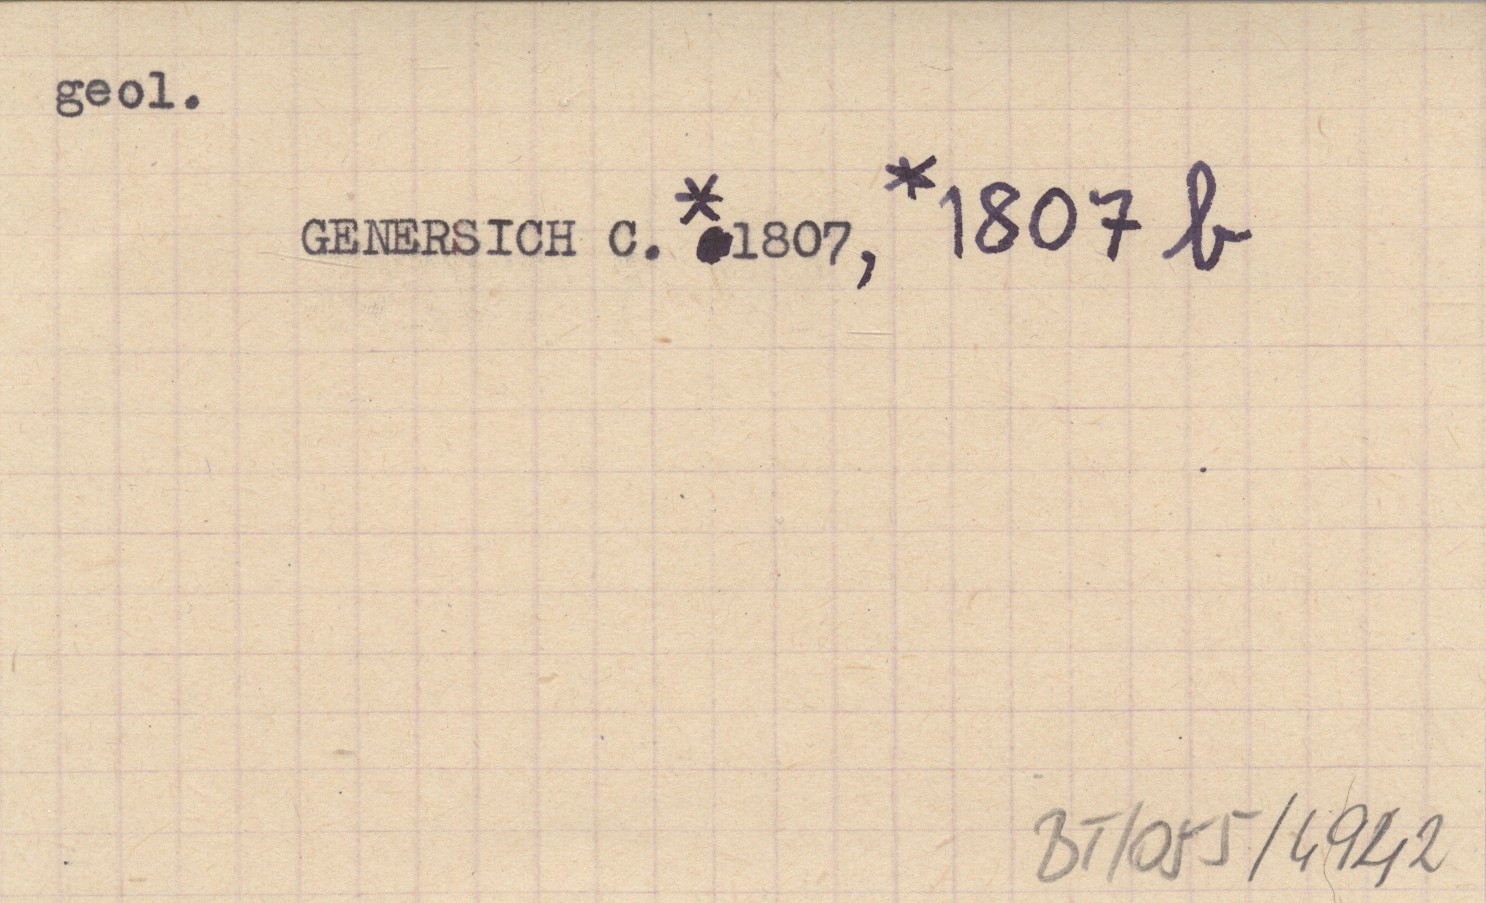 geol.
GENERSICH C. *1807, *1807 b
BT/055/4942